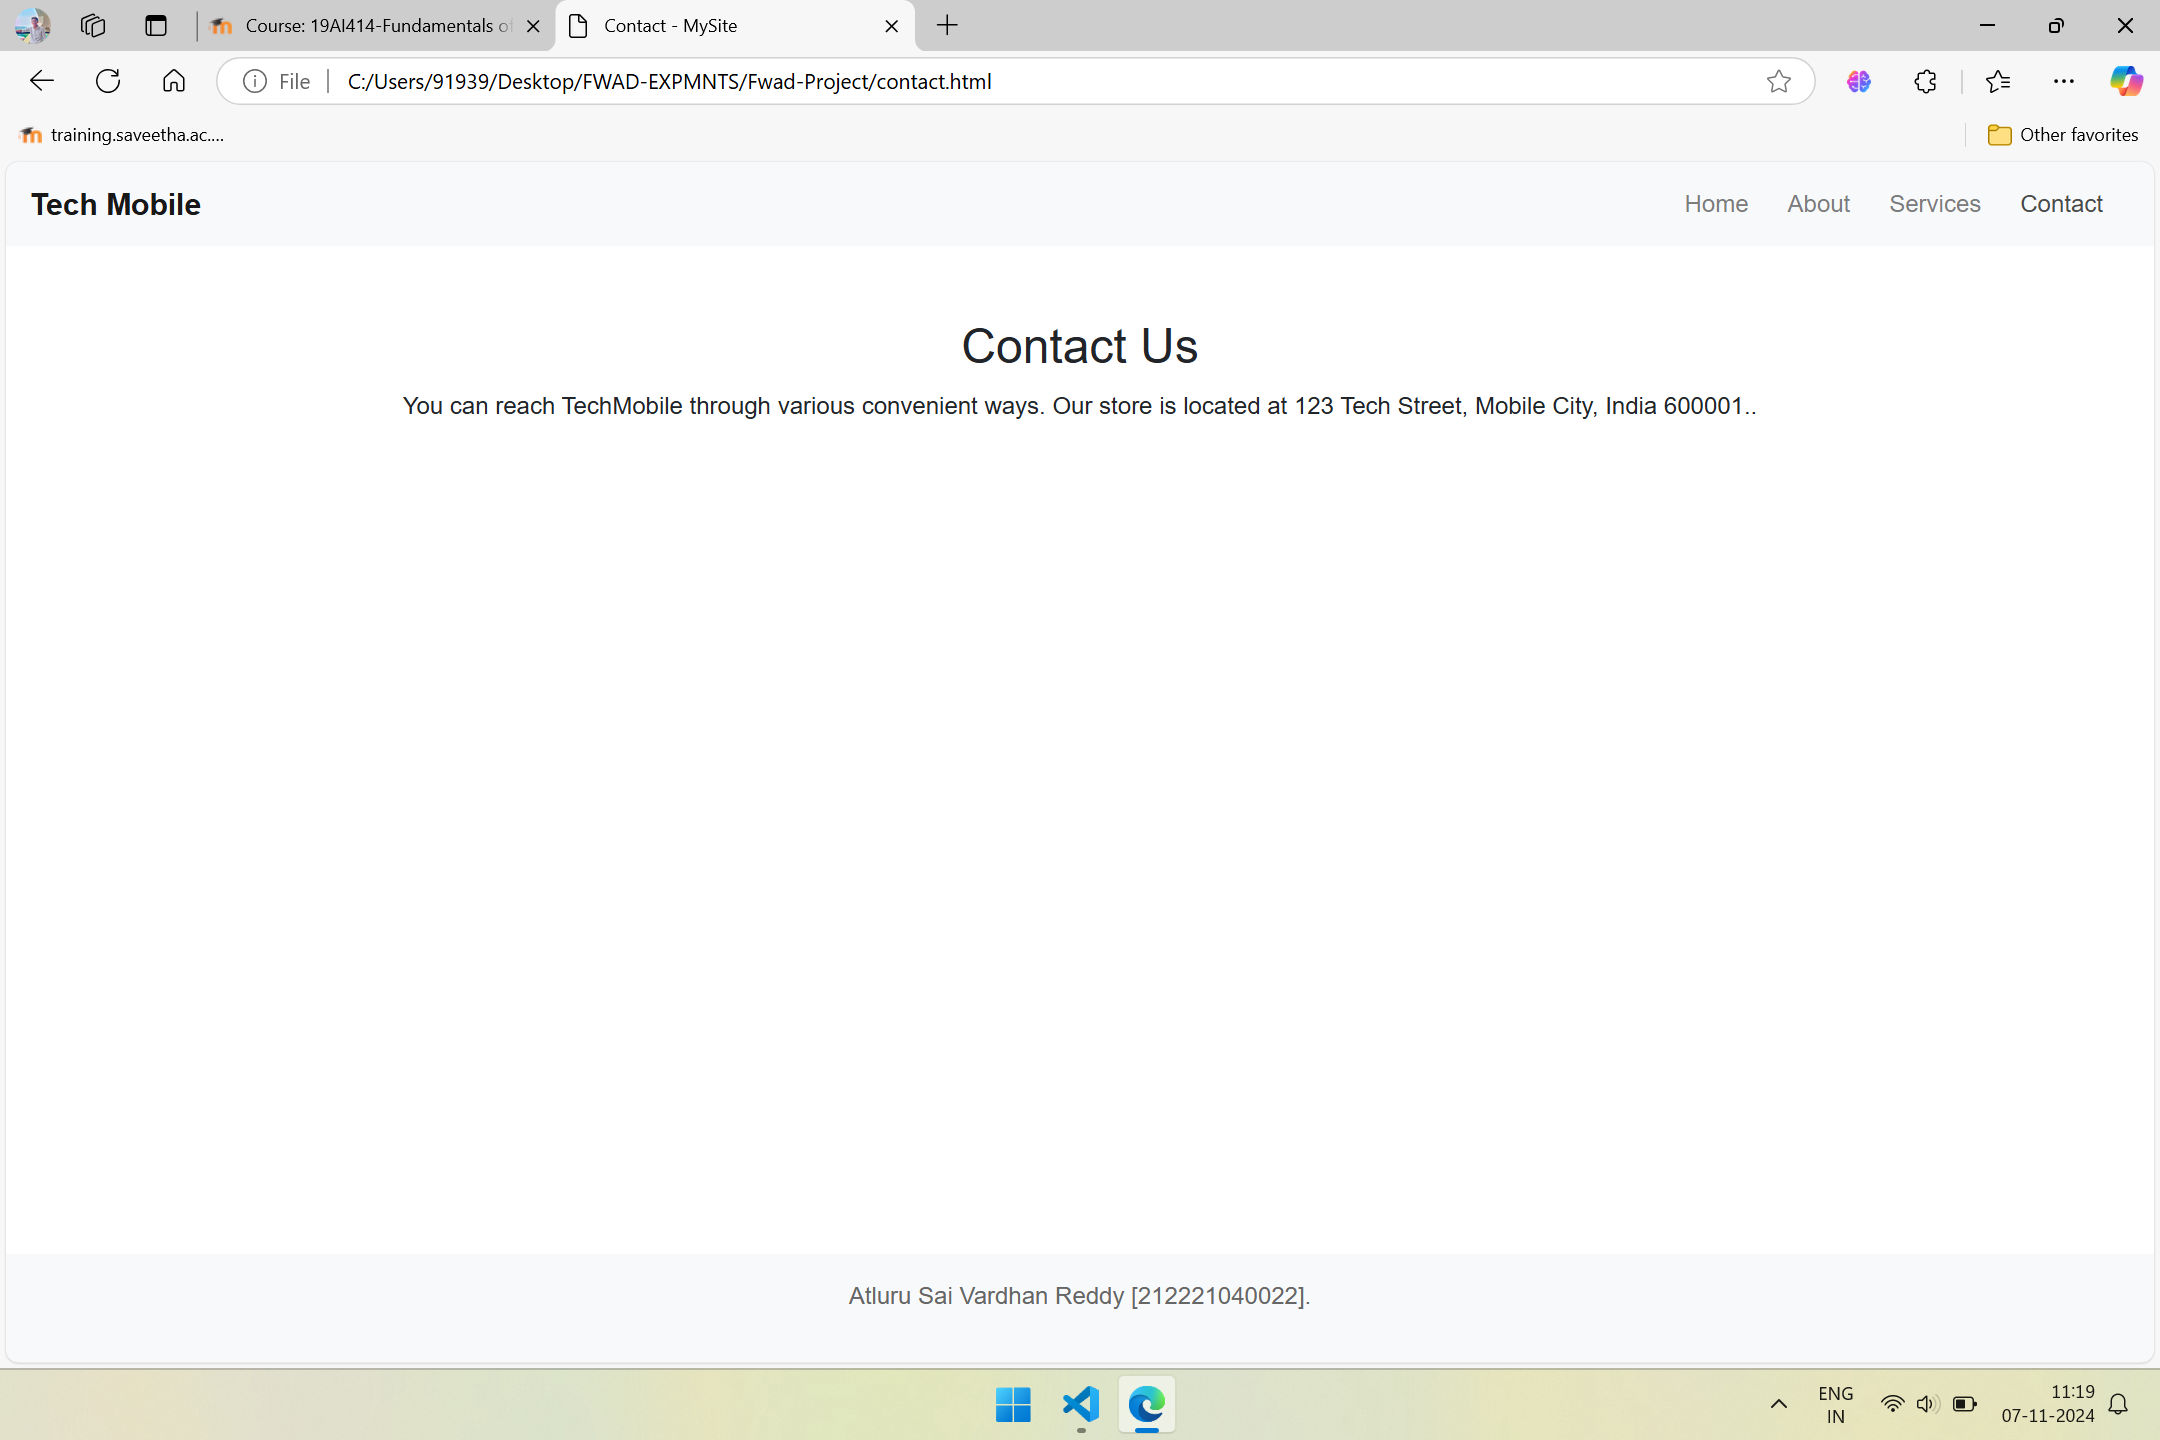 Course: 19AI414-Fundamentals of
Contact - MySite
File
C:/Users/91939/Desktop/FWAD-EXPMNTS/Fwad-Project/contact.html
training.saveetha.ac....
Other favorites
Tech Mobile
Home About Services Contact
Contact Us
You can reach TechMobile through various convenient ways. Our store is located at 123 Tech Street, Mobile City, India 600001..
Atluru Sai Vardhan Reddy [212221040022].
ENG
IN
11:19
07-11-2024